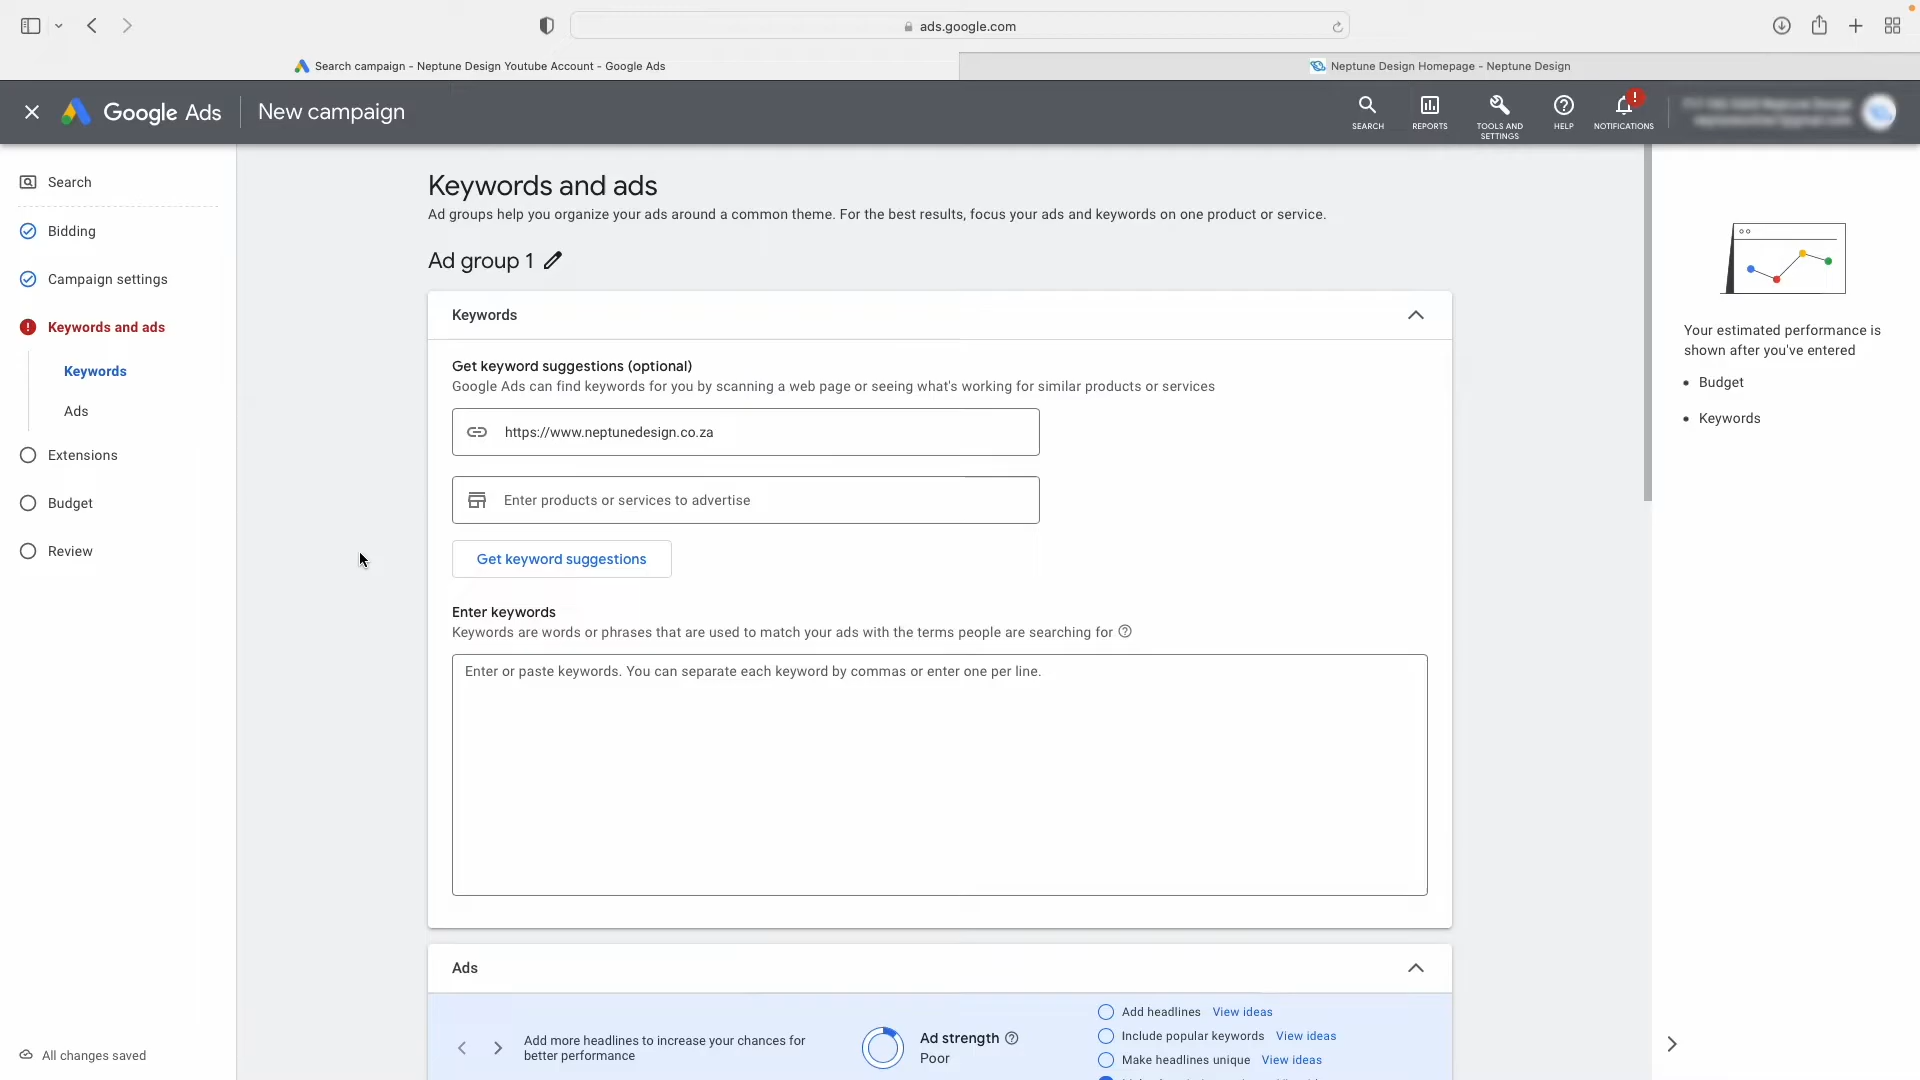 ads.google.com
Search campaign - Neptune Design Youtube Account - Google Ads
Neptune Design Homepage - Neptune Design
Google Ads
New campaign
SEARCH
REPORTS
TOOLS AND
SETTINGS
HELP
NOTIFICATIONS
Search
Bidding
Campaign settings
Keywords and ads
Keywords
Ads
Extensions
Budget
Review
All changes saved
Keywords and ads
Ad groups help you organize your ads around a common theme. For the best results, focus your ads and keywords on one product or service.
Ad group 1
Keywords
Get keyword suggestions (optional)
Google Ads can find keywords for you by scanning a web page or seeing what's working for similar products or services
https://www.neptunedesign.co.za
Enter products or services to advertise
Get keyword suggestions
Enter keywords
Keywords are words or phrases that are used to match your ads with the terms people are searching for
Enter or paste keywords. You can separate each keyword by commas or enter one per line.
Ads
Add more headlines to increase your chances for
better performance
Ad strength
Poor
Add headlines View ideas
Include popular keywords View ideas
Make headlines unique View ideas
Your estimated performance is
shown after you've entered
• Budget
• Keywords